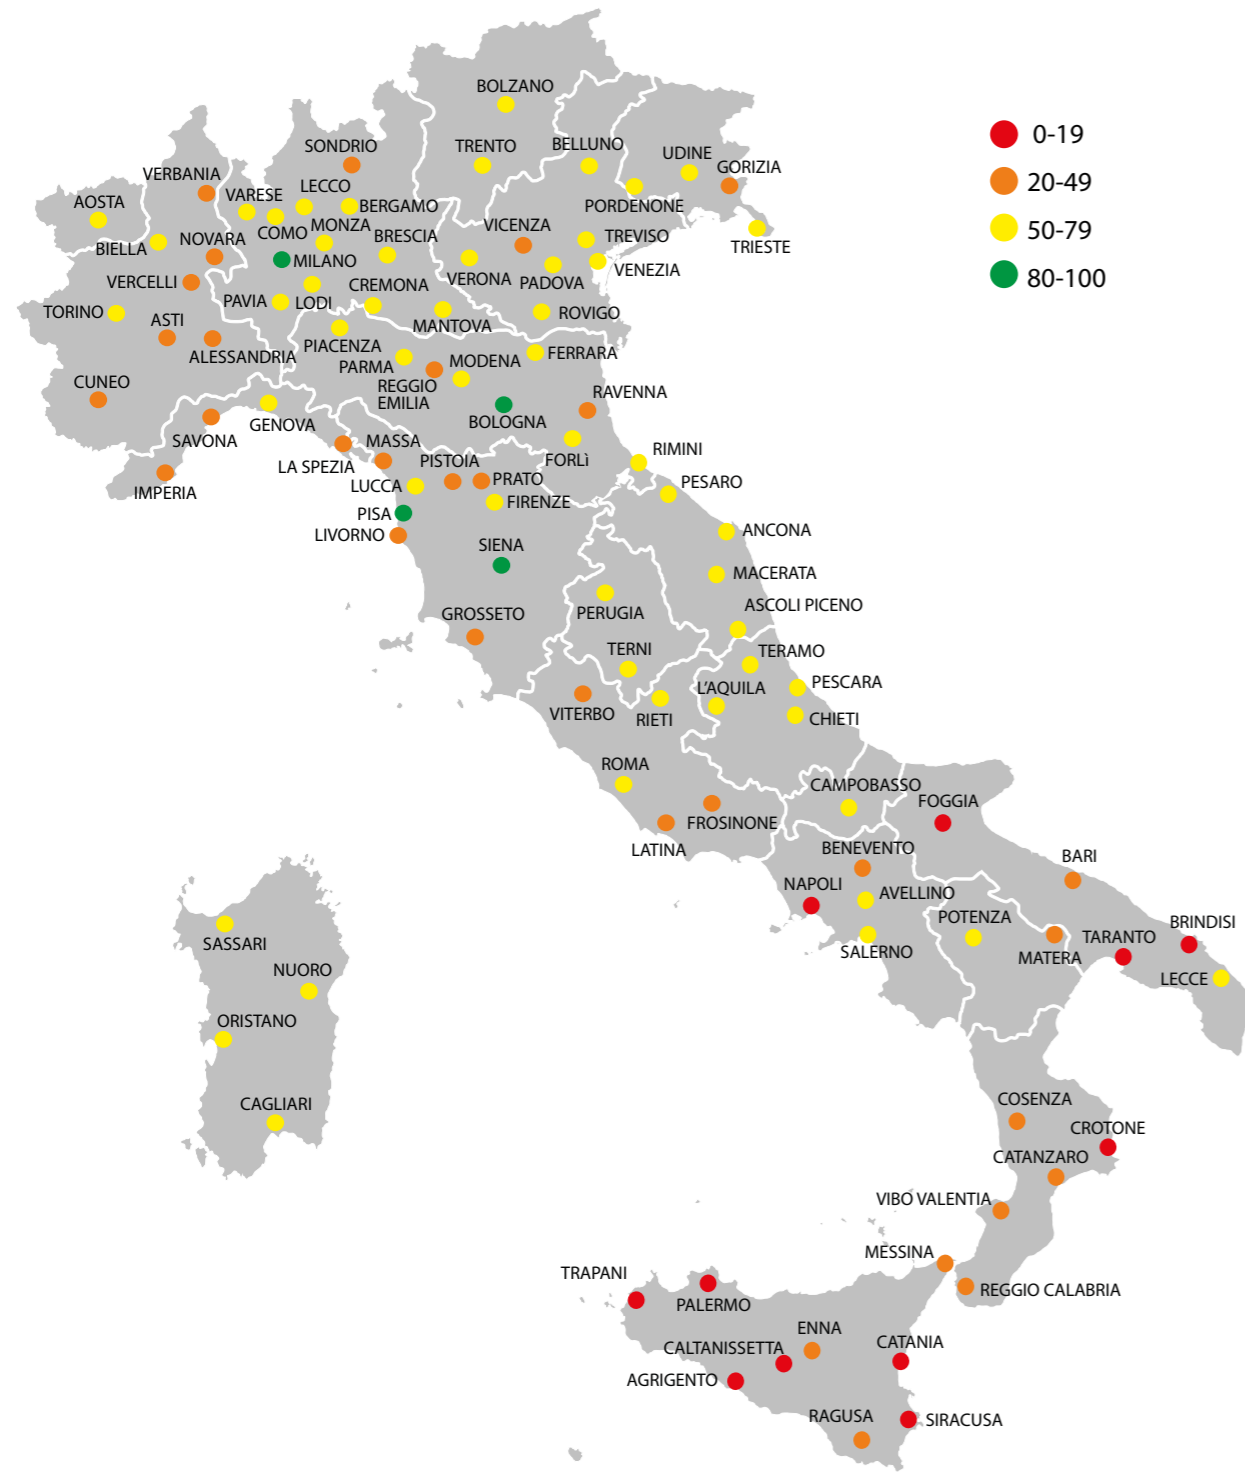 BOLZANO
0-19
SONDRIO
TRENTO
BELLUNO
UDINE
GORIZIA
20-49
VERBANIA
LECCO
AOSTA
VARESE
BERGAMO
PORDENONE
50-79
COMO
MONZA
VICENZA
TREVISO
TRIESTE
BIELLA
NOVARA
BRESCIA
MILANO
VENEZIA
80-100
VERCELLI
CREMONA
VERONA
PADOVA
PAVIA
LODI
TORINO
ASTI
MANTOVA
ROVIGO
ALESSANDRIA
PIACENZA
PARMA
MODENA
FERRARA
CUNEO
REGGIO
EMILIA
RAVENNA
GENOVA
BOLOGNA
SAVONA
MASSA
FORLì
RIMINI
LA SPEZIA
PISTOIA
PRATO
IMPERIA
LUCCA
FIRENZE
PESARO
PISA
LIVORNO
SIENA
ANCONA
MACERATA
GROSSETO
PERUGIA
ASCOLI PICENO
TERNI
TERAMO
L'AQUILA
PESCARA
VITERBO
RIETI
CHIETI
ROMA
CAMPOBASSO
FOGGIA
FROSINONE
LATINA
BENEVENTO
BARI
NAPOLI
AVELLINO
POTENZA
BRINDISI
SASSARI
SALERNO
MATERA
TARANTO
NUORO
LECCE
ORISTANO
CAGLIARI
COSENZA
CROTONE
CATANZARO
VIBO VALENTIA
MESSINA
TRAPANI
REGGIO CALABRIA
PALERMO
ENNA
CALTANISSETTA
CATANIA
AGRIGENTO
RAGUSA
SIRACUSA